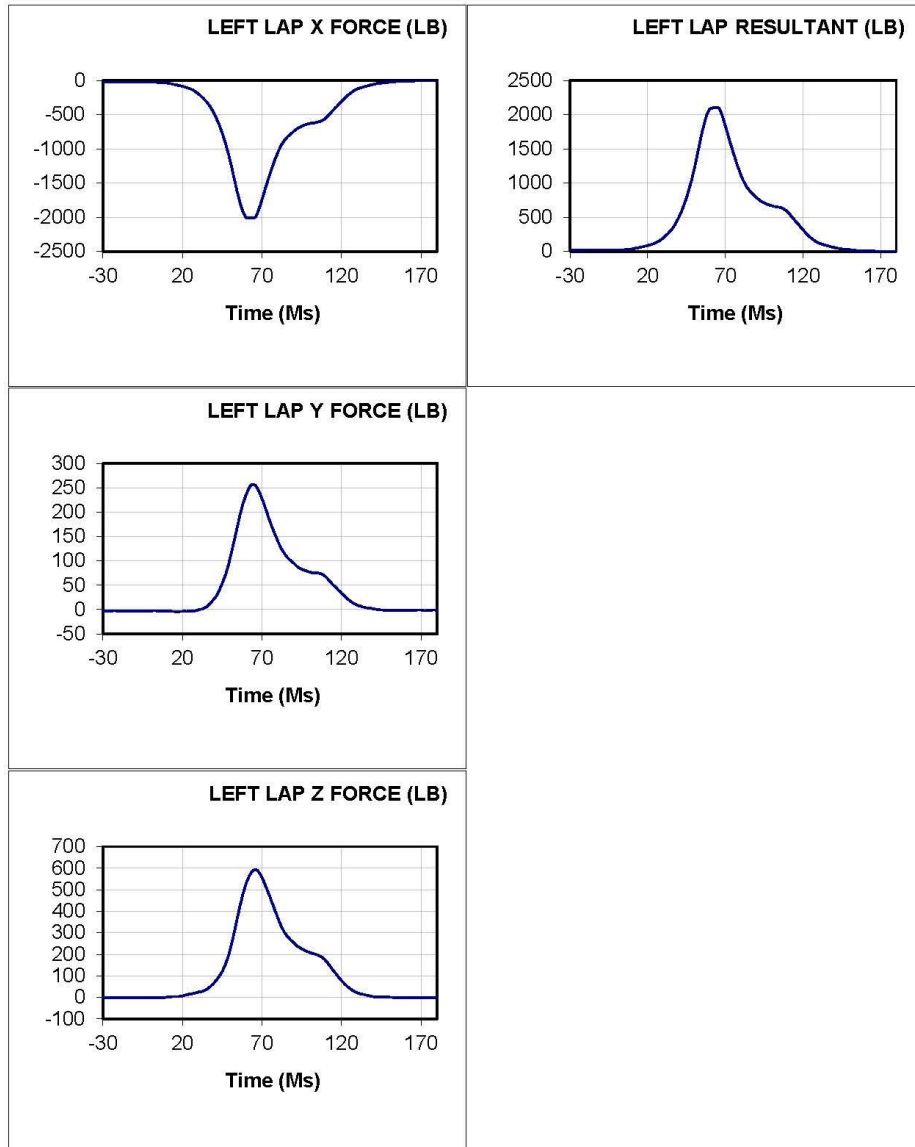 LEFT LAP X FORCE (LB)
0
-500
-1000
-1500
-2000
-2500
-30 20 70 120 170
Time (Ms)
LEFT LAP RESULTANT (LB)
2500
2000
1500
1000
500
0
-30 20 70 120 170
Time (Ms)
LEFT LAP Y FORCE (LB)
300
250
200
150
100
50
0
-50
-30 20 70 120 170
Time (Ms)
LEFT LAP Z FORCE (LB)
700
600
500
400
300
200
100
0
-100
-30 20 70 120 170
Time (Ms)